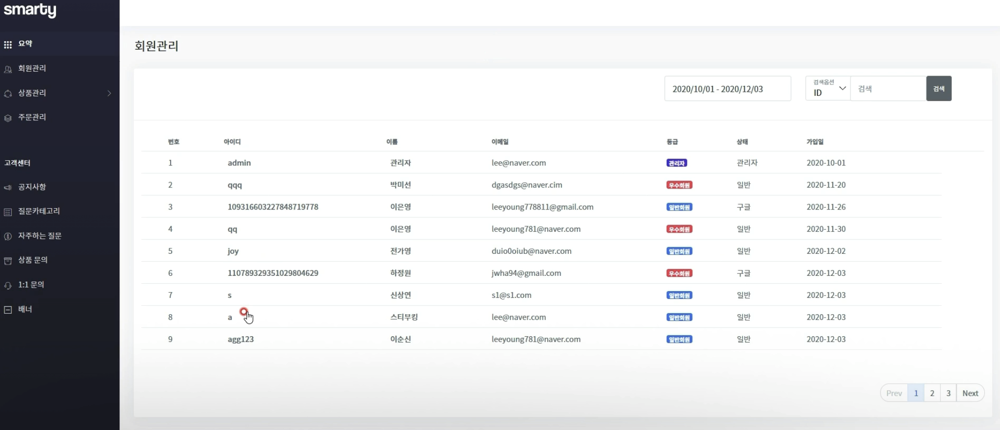 smarty
요약
회원관리
상품관리
주문관리
고객센터
공지사항
질문카테고리
자주하는 질문
상품 문의
1:1 문의
배너
회원관리
2020/10/01 - 2020/12/03
검색옵션
ID
검색
검색
번호 아이디 이름 이메일 등급 상태 가입일
1 admin 관리자 lee@naver.com 관리자 관리자 2020-10-01
2 qqq 박미선 dgasdgs@naver.cim 우수회원 일반 2020-11-20
3 109316603227848719778 이은영 leeyoung778811@gmail.com 일반회원 구글 2020-11-26
4 qq 이은영 leeyoung781@naver.com 우수회원 일반 2020-11-30
5 joy 전가영 duio0oiub@naver.com 일반회원 일반 2020-12-02
6 110789329351029804629 하정원 jwha94@gmail.com 우수회원 구글 2020-12-03
7 s 신상연 s1@s1.com 일반회원 일반 2020-12-03
8 a 스티부킹 lee@naver.com 일반회원 일반 2020-12-03
9 agg123 이순신 leeyoung781@naver.com 일반회원 일반 2020-12-03
Prev 1 2 3 Next